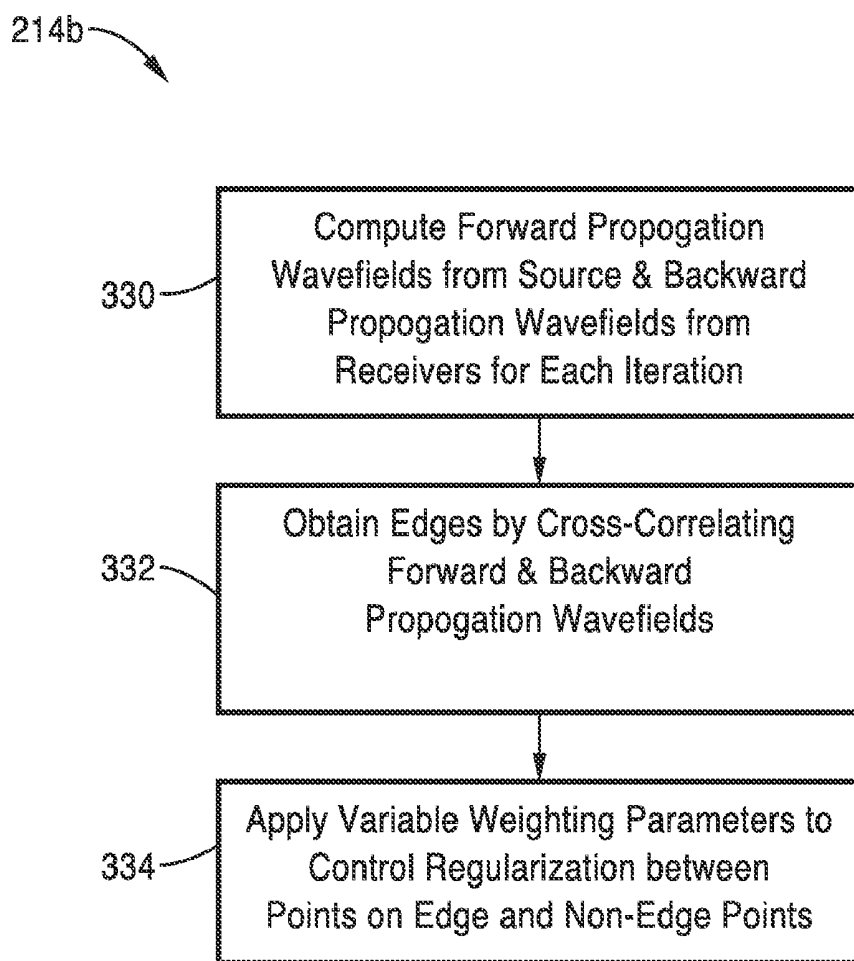 214b
330
Compute Forward Propogation
Wavefields from Source & Backward
Propogation Wavefields from
Receivers for Each Iteration
332
Obtain Edges by Cross-Correlating
Forward & Backward
Propogation Wavefields
334
Apply Variable Weighting Parameters to
Control Regularization between
Points on Edge and Non-Edge Points